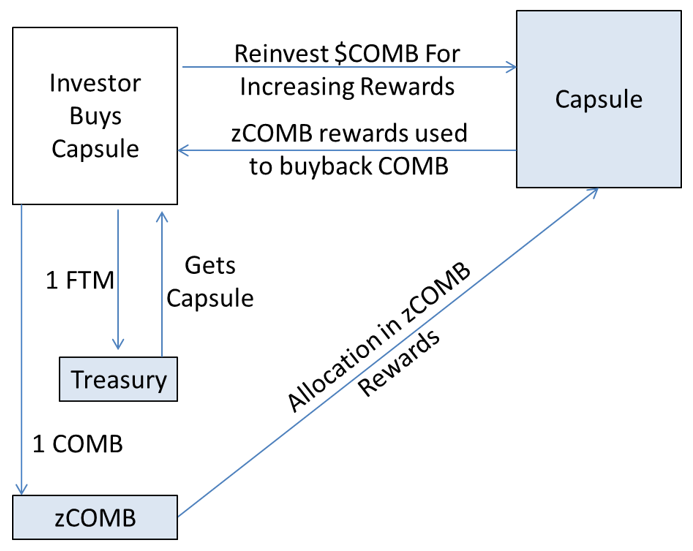 Investor
Buys
Capsule
Reinvest $COMB For
Increasing Rewards
zCOMB rewards used
to buyback COMB
Capsule
1 FTM
Gets
Capsule
Treasury
1 COMB
zCOMB
Allocation in zCOMB
Rewards